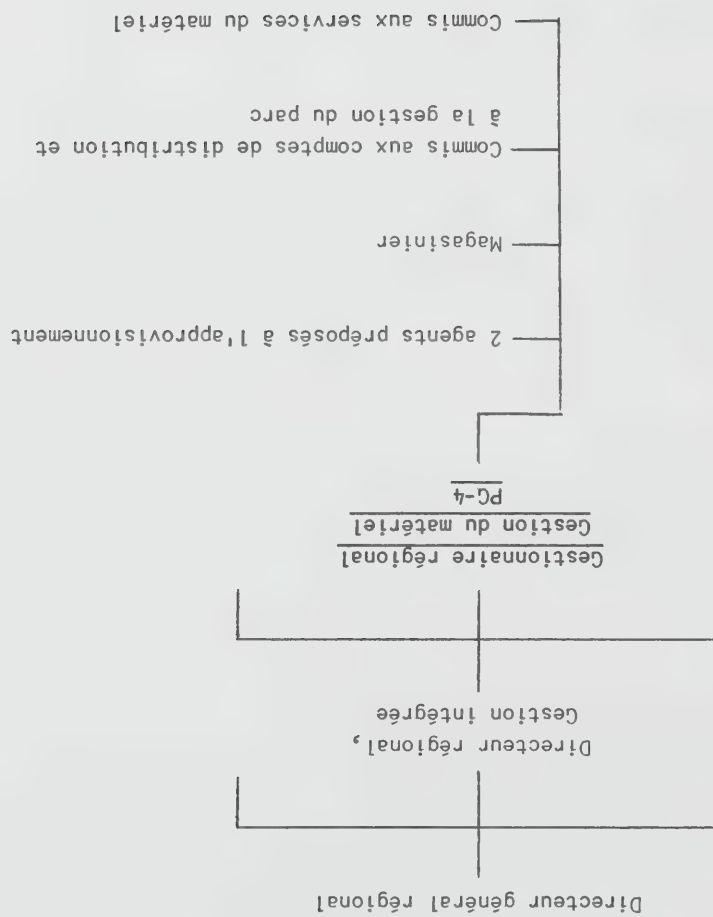 Directeur général régional
Directeur régional,
Gestion intégrée
Gestionnaire régional
Gestion du matériel
PG-4
2 agents préposés à l'approvisionnement
Magasinier
Commis aux comptes de distribution et
à la gestion du parc
Commis aux services du matériel